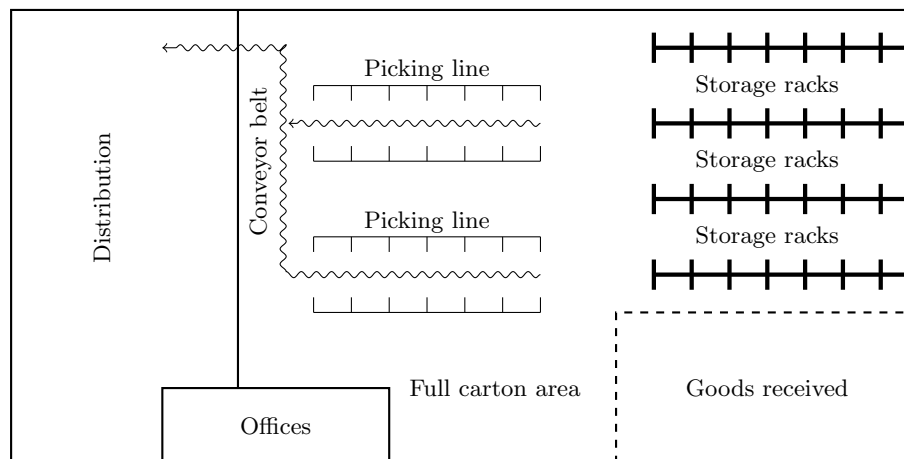 Picking line
Storage racks
Conveyor belt
Distribution
Storage racks
Picking line
Storage racks
Full carton area
Goods received
Offices